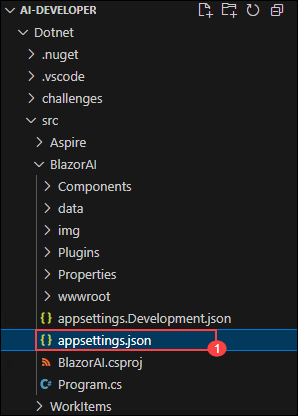 AI-DEVELOPER
Dotnet
.nuget
.vscode
challenges
src
Aspire
BlazorAI
Components
data
img
Plugins
Properties
wwwroot
{} appsettings.Development.json
{} appsettings.json 1
BlazorAI.csproj
C# Program.cs
WorkItems